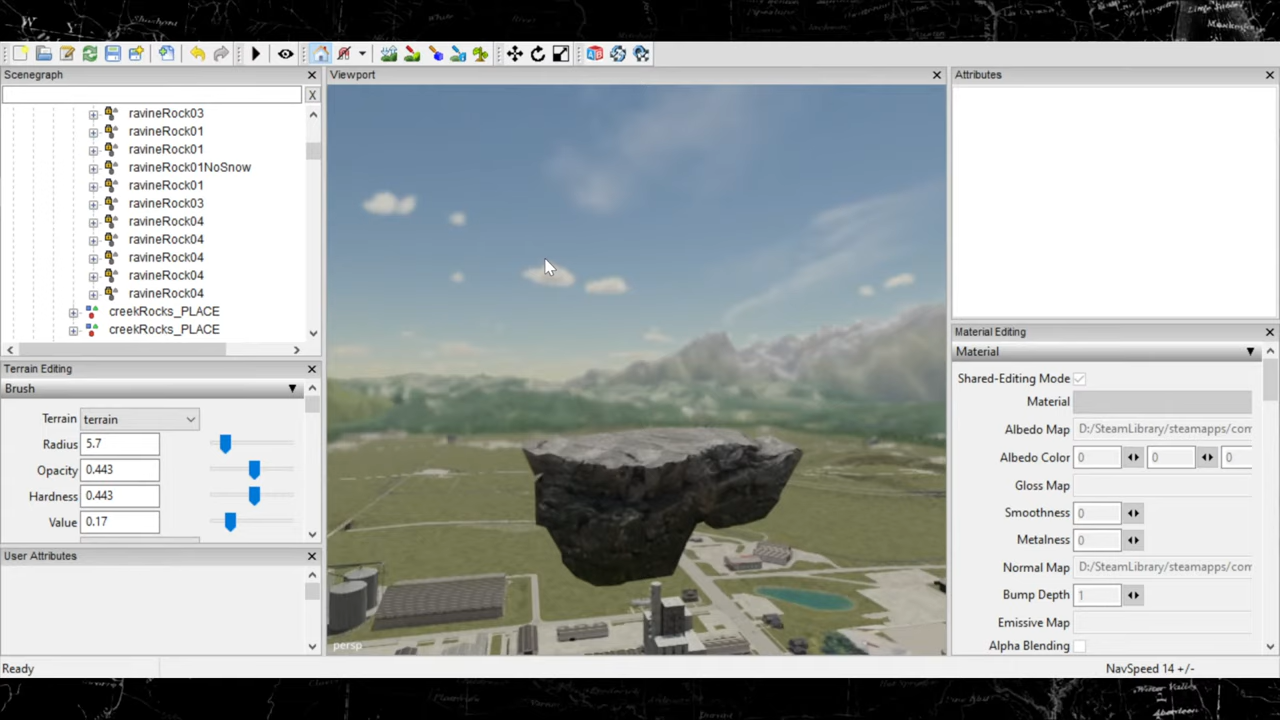 Scenegraph
X
ravineRock03
ravineRock01
ravineRock01
ravineRock01NoSnow
ravineRock01
ravineRock03
ravineRock04
ravineRock04
ravineRock04
ravineRock04
ravineRock04
creekRocks_PLACE
creekRocks_PLACE
Terrain Editing
Brush
Terrain terrain
Radius 5.7
Opacity 0.443
Hardness 0.443
Value 0.17
User Attributes
Ready
Viewport
persp
Attributes
Material Editing
Material
Shared-Editing Mode
Material
Albedo Map D:/SteamLibrary/steamapps/com
Albedo Color 0 0 0
Gloss Map
Smoothness 0
Metalness 0
Normal Map D:/SteamLibrary/steamapps/com
Bump Depth 1
Emissive Map
Alpha Blending
NavSpeed 14 +/-